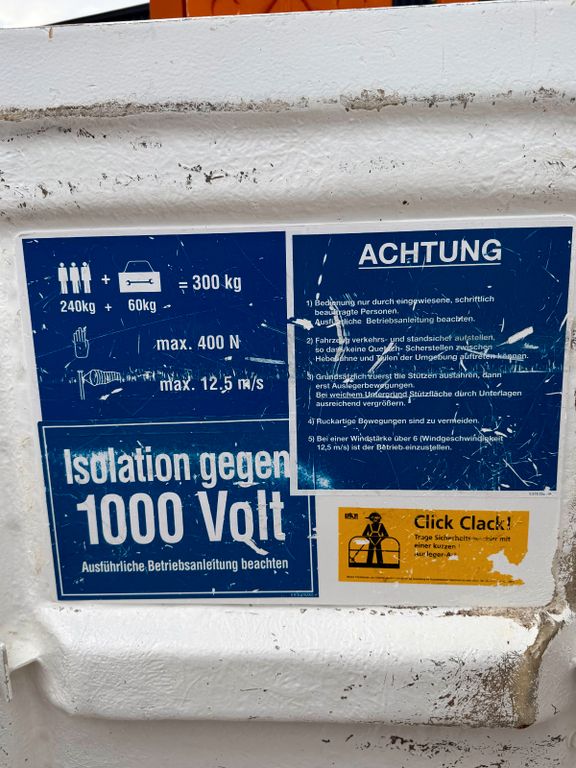 + = 300 kg
240kg + 60kg
max. 400 N
max. 12,5 m/s
Isolation gegen
1000 Volt
Ausführliche Betriebsanleitung beachten
ACHTUNG
1) Bedienung nur durch eingewiesene, schriftlich
beauftragte Personen.
Ausführliche Betriebsanleitung beachten.
2) Fahrzeug verkehrs- und standsicher aufstellen,
so daß keine Quetsch- Scherstellen zwischen
Hebebühne und Teilen der Umgebung auftreten können.
3) Grundsätzlich zuerst die Stützen ausfahren, dann
erst Auslegerbewegungen.
Bei weichem Untergrund Stützfläche durch Unterlagen
ausreichend vergrößern.
4) Ruckartige Bewegungen sind zu vermeiden.
5) Bei einer Windstärke über 6 (Windgeschwindigkeit
12,5 m/s) ist der Betrieb einzustellen.
Click Clack!
Trage Sicherheits mit
einer kurzen